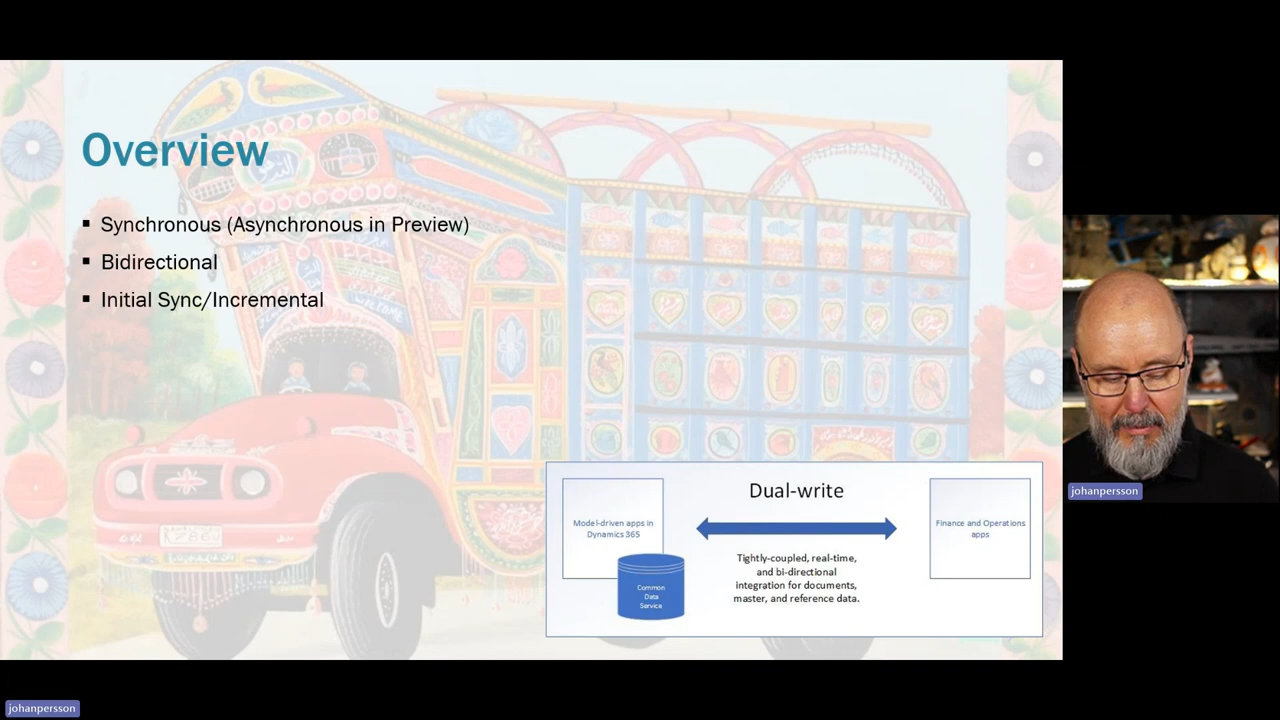 Overview
▪ Synchronous (Asynchronous in Preview)
▪ Bidirectional
▪ Initial Sync/Incremental
Dual-write
Model-driven apps in
Dynamics 365
Common
Data
Service
Tightly-coupled, real-time,
and bi-directional
integration for documents,
master, and reference data.
Finance and Operations
apps
johanpersson
johanpersson